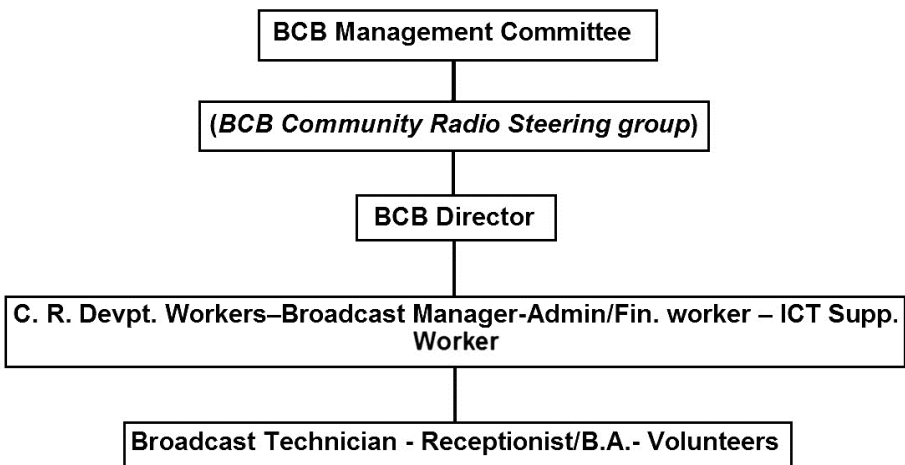 BCB Management Committee
(BCB Community Radio Steering group)
BCB Director
C. R. Devpt. Workers–Broadcast Manager-Admin/Fin. worker – ICT Supp.
Worker
Broadcast Technician - Receptionist/B.A.- Volunteers